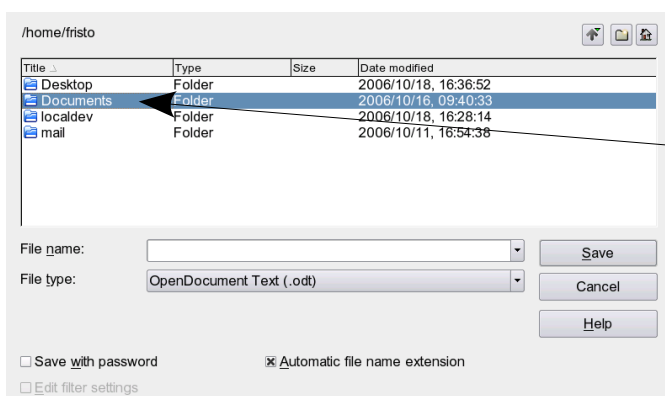 /home/fristo
Title Type Size Date modified
Desktop Folder 2006/10/18, 16:36:52
Documents Folder 2006/10/16, 09:40:33
localdev Folder 2006/10/18, 16:28:14
mail Folder 2006/10/11, 16:54:38
File name: Save
File type: OpenDocument Text (.odt) Cancel
Help
Save with password Automatic file name extension
Edit filter settings